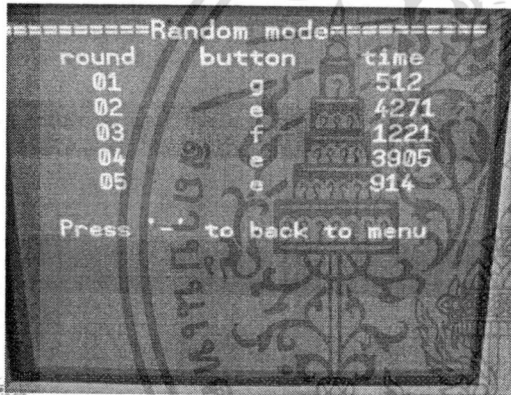 ==========Random mode==========
round button time
01 g 512
02 e 4271
03 f 1221
04 e 3905
05 e 914
Press '-' to back to menu